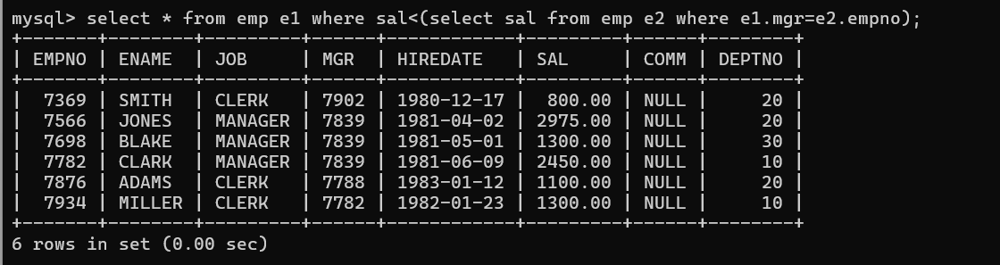 mysql> select * from emp e1 where sal<(select sal from emp e2 where e1.mgr=e2.empno);
+-------+--------+---------+------+------------+---------+------+--------+
| EMPNO | ENAME  | JOB     | MGR  | HIREDATE   | SAL     | COMM | DEPTNO |
+-------+--------+---------+------+------------+---------+------+--------+
|  7369 | SMITH  | CLERK   | 7902 | 1980-12-17 |  800.00 | NULL |     20 |
|  7566 | JONES  | MANAGER | 7839 | 1981-04-02 | 2975.00 | NULL |     20 |
|  7698 | BLAKE  | MANAGER | 7839 | 1981-05-01 | 1300.00 | NULL |     30 |
|  7782 | CLARK  | MANAGER | 7839 | 1981-06-09 | 2450.00 | NULL |     10 |
|  7876 | ADAMS  | CLERK   | 7788 | 1983-01-12 | 1100.00 | NULL |     20 |
|  7934 | MILLER | CLERK   | 7782 | 1982-01-23 | 1300.00 | NULL |     10 |
+-------+--------+---------+------+------------+---------+------+--------+
6 rows in set (0.00 sec)